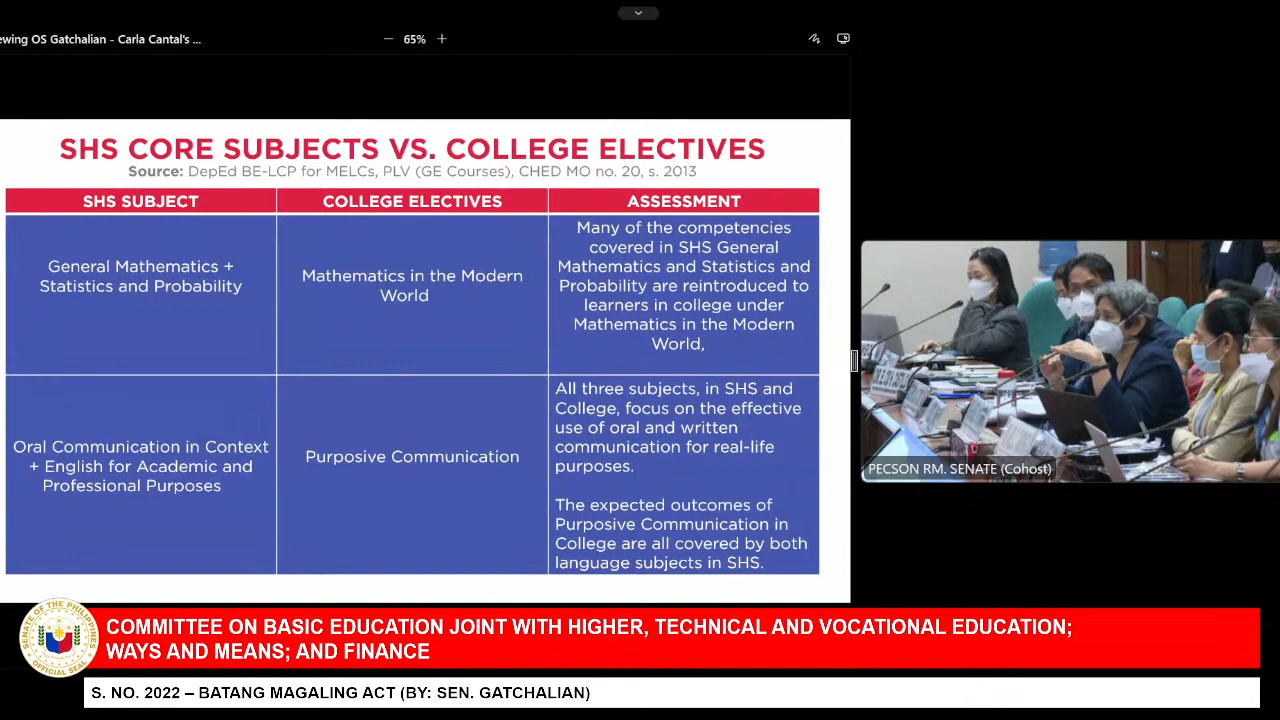 ewing OS Gatchalian - Carla Cantal's ...
65%
SHS CORE SUBJECTS VS. COLLEGE ELECTIVES
Source: DepEd BE-LCP for MELCs, PLV (GE Courses), CHED MO no. 20, s. 2013
SHS SUBJECT
COLLEGE ELECTIVES
ASSESSMENT
General Mathematics +
Statistics and Probability
Mathematics in the Modern
World
Many of the competencies
covered in SHS General
Mathematics and Statistics and
Probability are reintroduced to
learners in college under
Mathematics in the Modern
World,
Oral Communication in Context
+ English for Academic and
Professional Purposes
Purposive Communication
All three subjects, in SHS and
College, focus on the effective
use of oral and written
communication for real-life
purposes.
The expected outcomes of
Purposive Communication in
College are all covered by both
language subjects in SHS.
PECSON RM. SENATE (Cohost)
SENATE OF THE PHILIPPINES
OFFICIAL SEAL
COMMITTEE ON BASIC EDUCATION JOINT WITH HIGHER, TECHNICAL AND VOCATIONAL EDUCATION;
WAYS AND MEANS; AND FINANCE
S. NO. 2022 – BATANG MAGALING ACT (BY: SEN. GATCHALIAN)